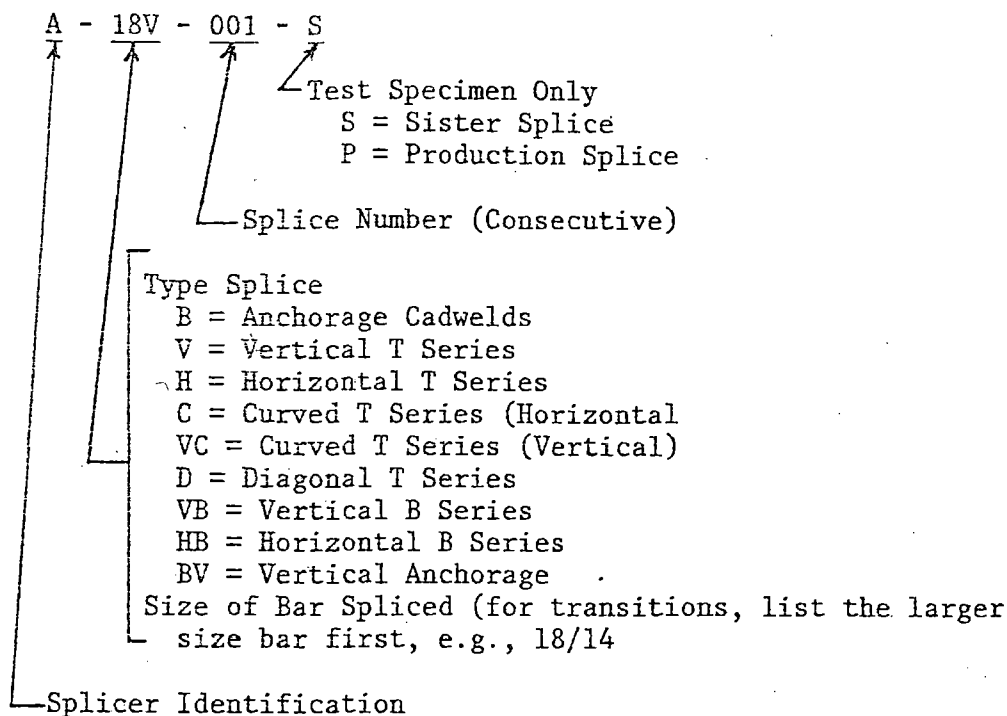 A - 18V - 001 - S
Test Specimen Only
S = Sister Splice
P = Production Splice
Splice Number (Consecutive)
Type Splice
B = Anchorage Cadwelds
V = Vertical T Series
H = Horizontal T Series
C = Curved T Series (Horizontal
VC = Curved T Series (Vertical)
D = Diagonal T Series
VB = Vertical B Series
HB = Horizontal B Series
BV = Vertical Anchorage
Size of Bar Spliced (for transitions, list the larger
size bar first, e.g., 18/14
Splicer Identification